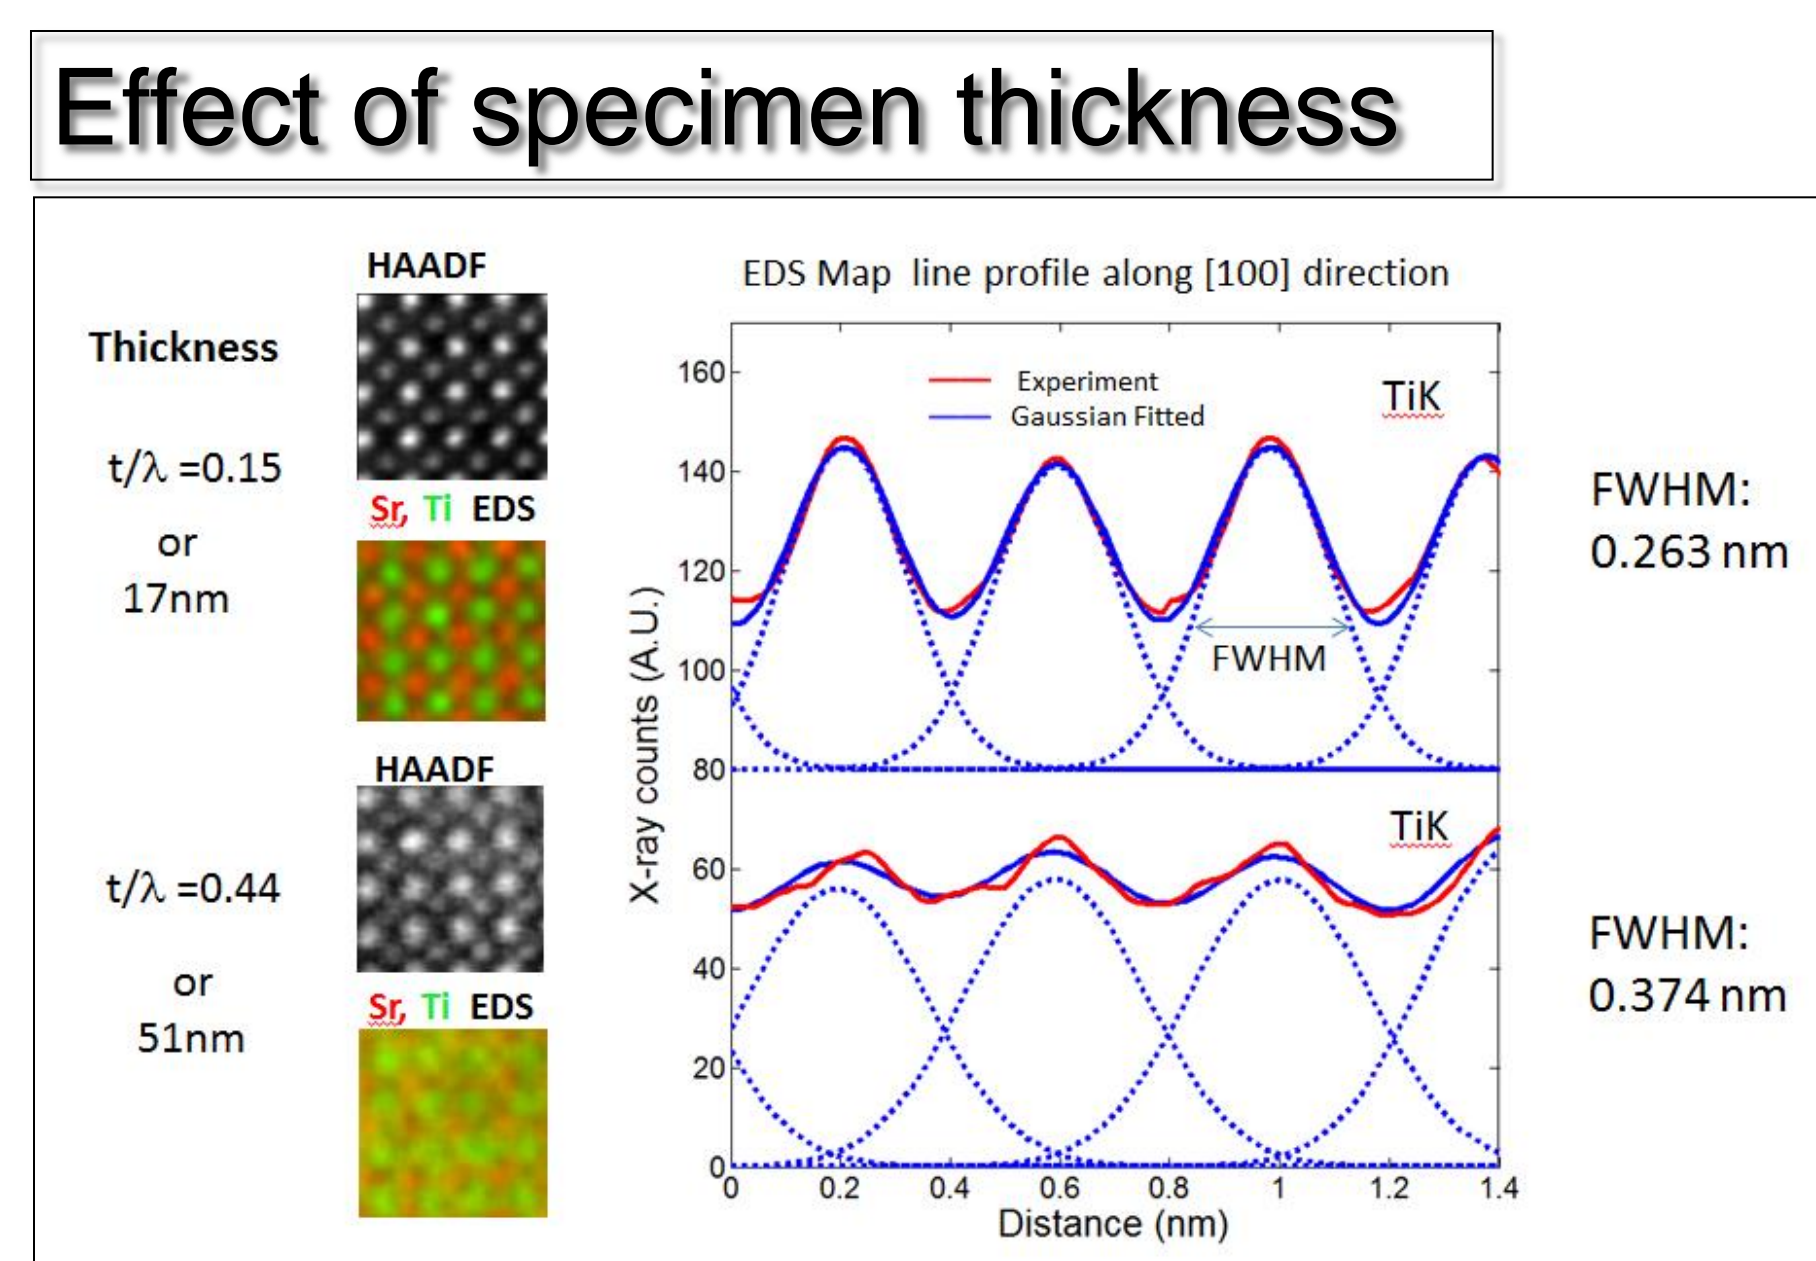 Effect of specimen thickness
HAADF
Thickness
t/λ =0.15
or
17nm
Sr, Ti EDS
HAADF
t/λ =0.44
or
51nm
Sr, Ti EDS
EDS Map line profile along [100] direction
Experiment
Gaussian Fitted
TiK
FWHM
TiK
X-ray counts (A.U.)
160
140
120
100
80
60
40
20
0
0 0.2 0.4 0.6 0.8 1 1.2 1.4
Distance (nm)
FWHM:
0.263 nm
FWHM:
0.374 nm